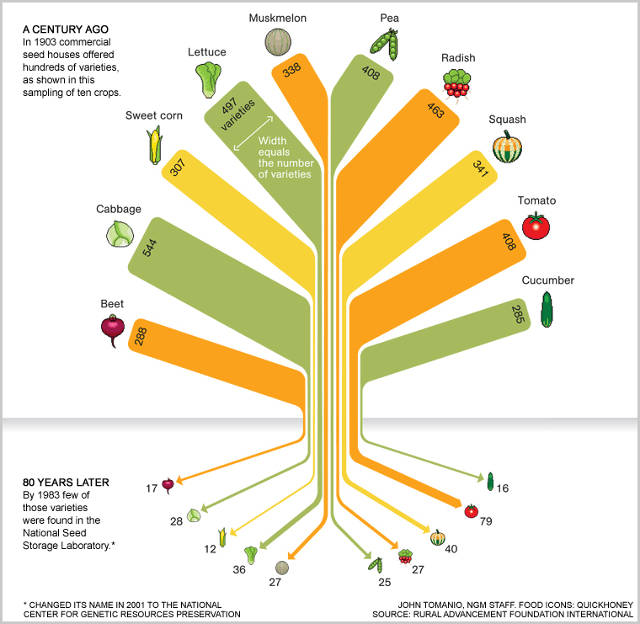 A CENTURY AGO
In 1903 commercial
seed houses offered
hundreds of varieties,
as shown in this
sampling of ten crops.
Muskmelon
338
Pea
408
Lettuce
497
varieties
Width
equals
the number
of varieties
Radish
463
Sweet corn
307
Squash
341
Cabbage
544
Tomato
408
Beet
288
Cucumber
285
80 YEARS LATER
By 1983 few of
those varieties
were found in the
National Seed
Storage Laboratory.*
17
28
12
36
27
25
27
40
79
16
* CHANGED ITS NAME IN 2001 TO THE NATIONAL
CENTER FOR GENETIC RESOURCES PRESERVATION
JOHN TOMANIO, NGM STAFF. FOOD ICONS: QUICKHONEY
SOURCE: RURAL ADVANCEMENT FOUNDATION INTERNATIONAL